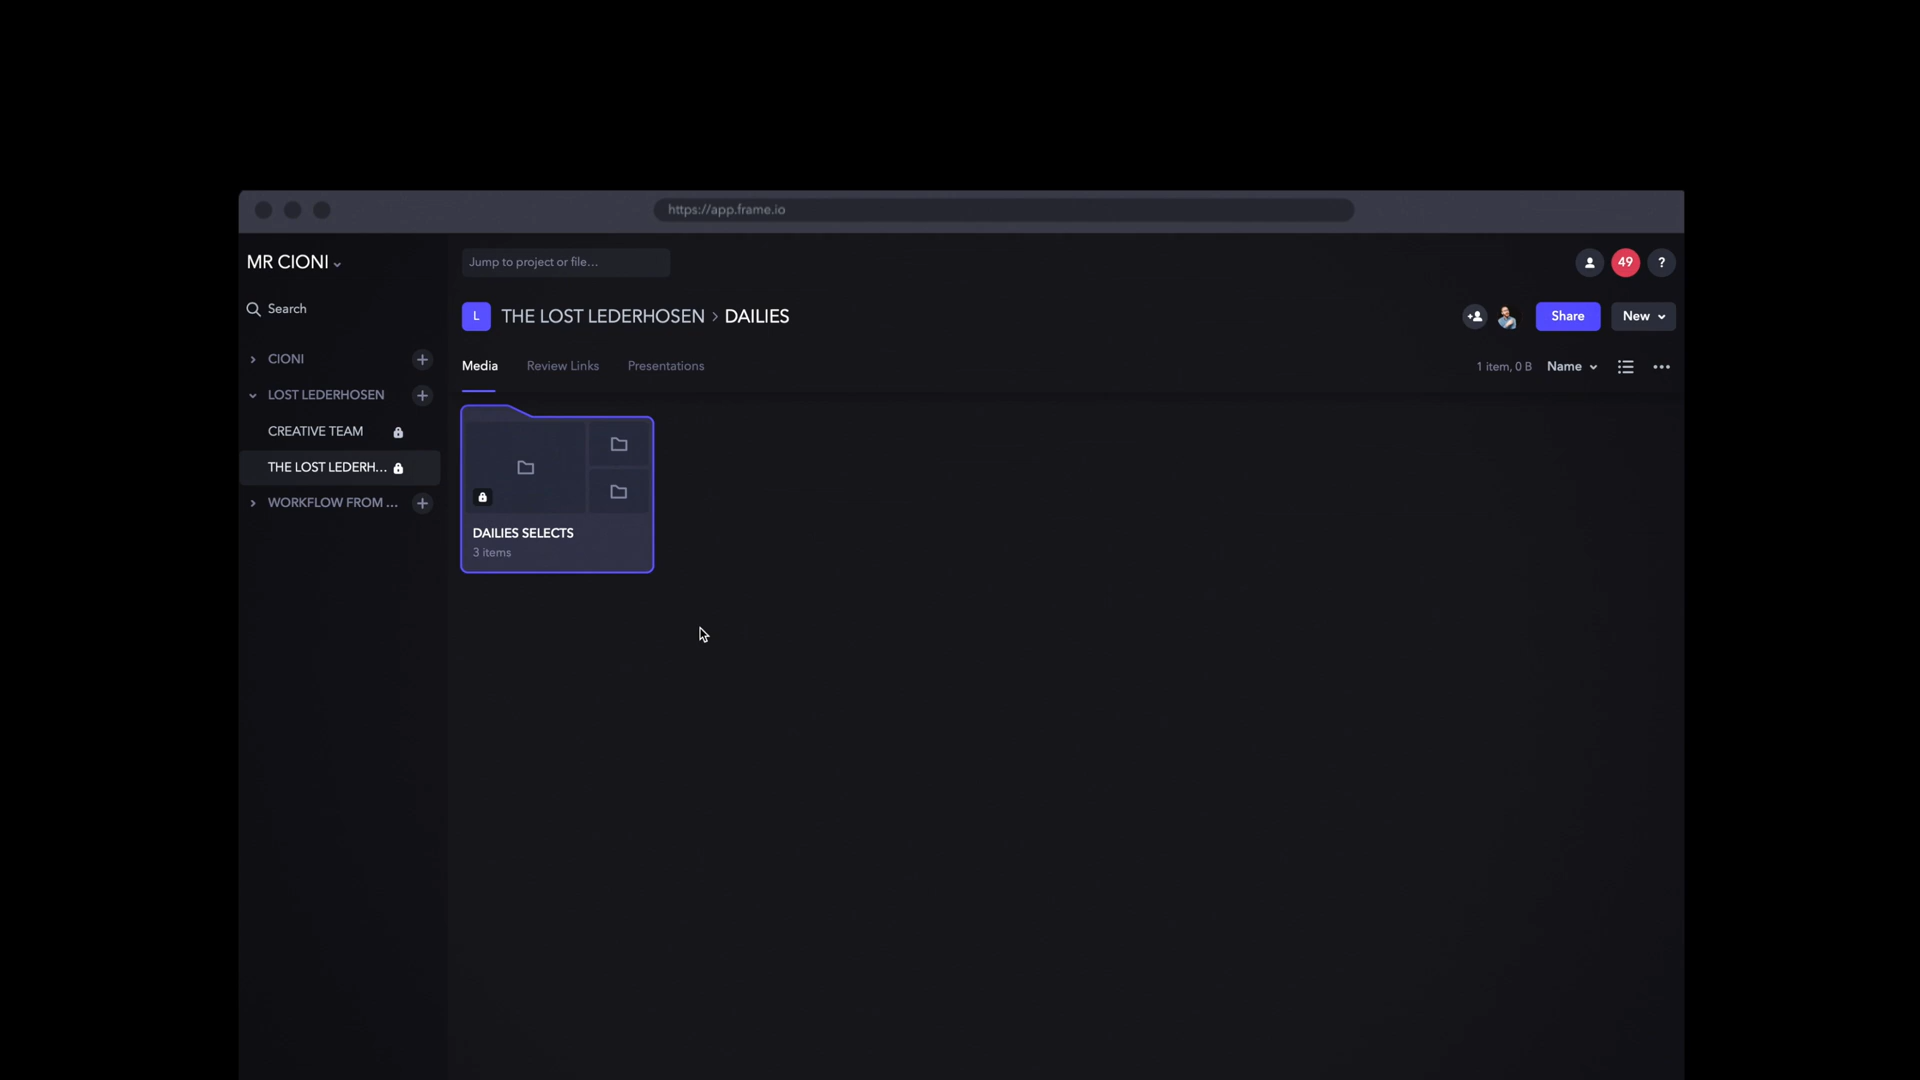 https://app.frame.io
MR CIONI
Jump to project or file...
49
?
Search
L
THE LOST LEDERHOSEN > DAILIES
Share
New
CIONI
Media
Review Links
Presentations
1 item, 0 B
Name
LOST LEDERHOSEN
CREATIVE TEAM
THE LOST LEDERH...
WORKFLOW FROM ...
DAILIES SELECTS
3 items